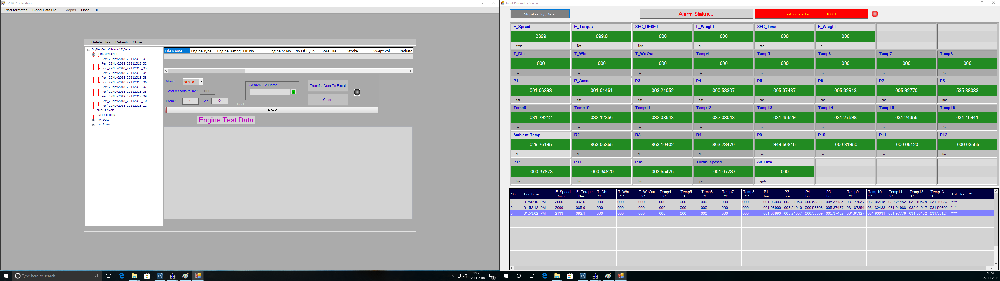 DATA Applications
Excel formates Global Data File Graphs Close HELP
Delete Files Refresh Close
D:\TestCell_VIII\Nov18\Data
PERFORMANCE
Perf_22Nov2018_22112018_01
Perf_22Nov2018_22112018_02
Perf_22Nov2018_22112018_03
Perf_22Nov2018_22112018_04
Perf_22Nov2018_22112018_05
Perf_22Nov2018_22112018_06
Perf_22Nov2018_22112018_07
Perf_22Nov2018_22112018_08
Perf_22Nov2018_22112018_09
Perf_22Nov2018_22112018_10
Perf_22Nov2018_22112018_11
ENDURANCE
PRODUCTION
PM_Data
Log_Error
File Name Engine Type Engine Rating FIP No Engine Sr No No Of Cylin... Bore Dia. Stroke Swept Vol. Radiato
Month : Nov18
Total records found : 000
From : 0 To : 0
label1
Search File Name :
S
Transfer Data To Excel
Close
1% done
Engine Test Data
Type here to search
13:53
22-11-2018
3
InPut Parameter Screen
Stop-FastLog Data Alarm Status... Fast log started........... 100 Hz
E_Speed E_Torque SFC_RESET L_Weight SFC_Time F_Weight
2399 099.0 000 000 000 000
r/min Nm Unit g sec g
T_Dbt T_Wbt T_WtrOut Temp4 Temp5 Temp6 Temp7 Temp8
000 000 000 000 000 000 000 000
°C °C °C °C °C °C °C °C
P1 P_Atms P3 P4 P5 P6 P7 P8
001.06893 001.01461 003.21052 000.53307 005.37437 005.32913 005.32770 535.38083
bar bar bar bar bar bar bar bar
Temp9 Temp10 Temp11 Temp12 Temp13 Temp14 Temp15 Temp16
031.79212 032.12356 032.08543 032.08048 031.45529 031.27598 031.24355 031.46941
°C °C °C °C °C °C °C °C
Ambient Temp R2 R3 R4 P9 P10 P11 P12
029.76195 863.06365 863.10402 863.23470 949.50845 -000.31950 -000.05120 -000.03565
°C °C °C °C bar bar bar bar
P14 P14 P15 Turbo_Speed Air Flow
-000.37873 -000.34820 003.65426 -001.07237 000
bar bar bar rpm kg/hr
Sn LogTime E_Speed E_Torque T_Dbt T_Wbt T_WtrOut Temp4 Temp5 Temp6 Temp7 Temp8 P1 P3 P4 P5 Temp9 Temp10 Temp11 Temp12 Temp13 Tol_Hrs ***
r/min Nm °C °C °C °C °C °C °C °C bar bar bar bar °C °C °C °C °C
1 01:50:49 PM 2000 032.9 000 000 000 000 000 000 000 000 001.06903 003.21053 000.53311 005.37485 031.77937 031.96415 032.24452 032.10578 031.46087 *****
2 01:52:12 PM 2099 065.9 000 000 000 000 000 000 000 000 001.06900 003.21040 000.53308 005.37487 031.67354 031.82433 031.91966 032.04047 031.50602 *****
3 01:53:02 PM 2199 082.1 000 000 000 000 000 000 000 000 001.06893 003.21057 000.53309 005.37482 031.65927 031.93091 031.97776 031.86132 031.38124 *****
13:53
22-11-2018